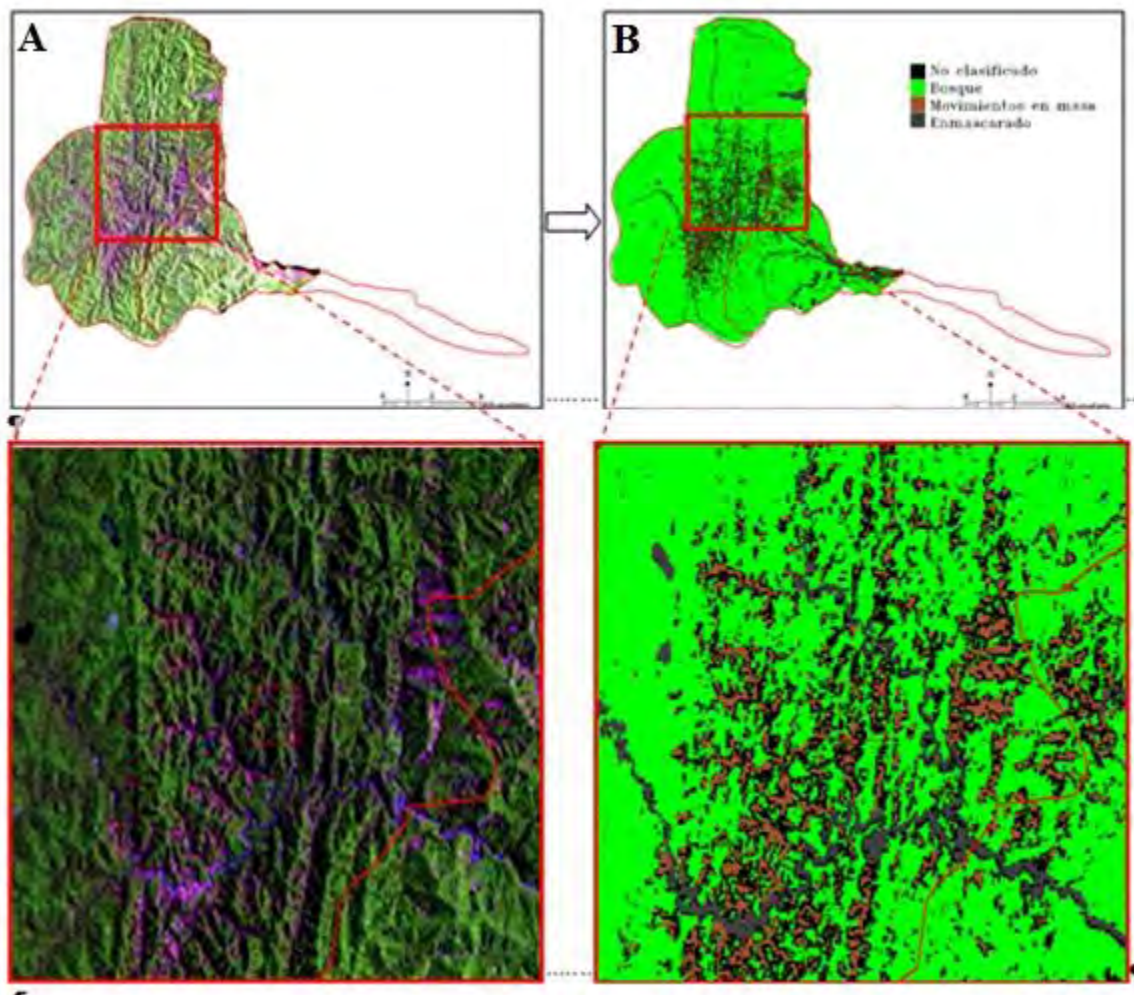 A
B
No clasificado
Bosque
Movimientos en masa
Enmascarado